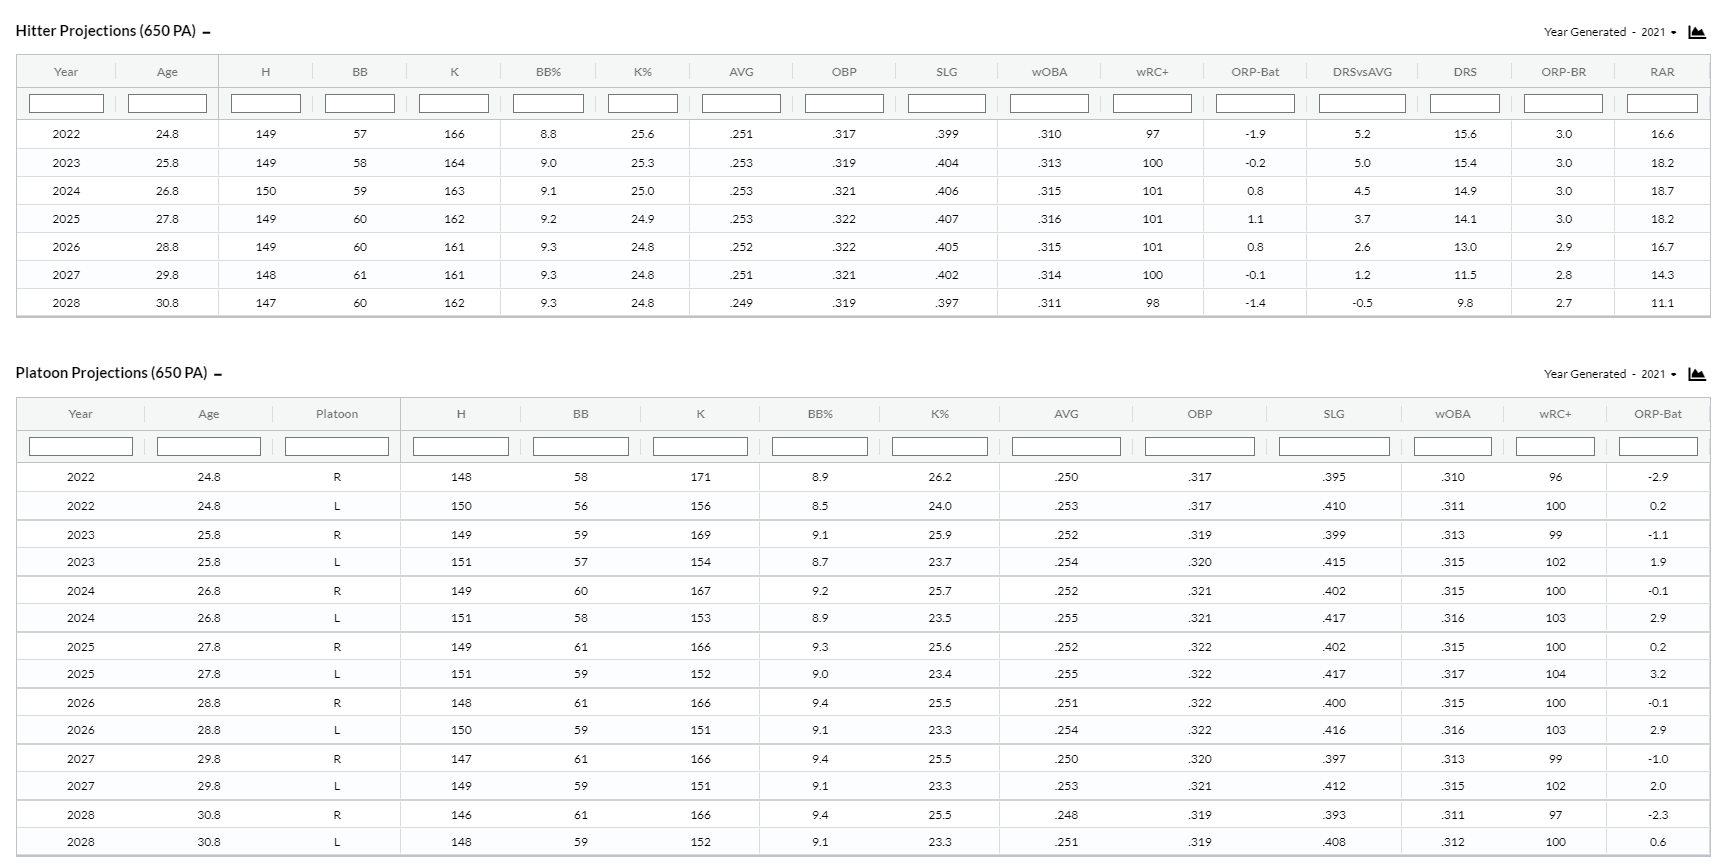 Hitter Projections (650 PA) –
Year Generated - 2021
Year Age H BB K BB% K% AVG OBP SLG wOBA wRC+ ORP-Bat DRSvsAVG DRS ORP-BR RAR
2022 24.8 149 57 166 8.8 25.6 .251 .317 .399 .310 97 -1.9 5.2 15.6 3.0 16.6
2023 25.8 149 58 164 9.0 25.3 .253 .319 .404 .313 100 -0.2 5.0 15.4 3.0 18.2
2024 26.8 150 59 163 9.1 25.0 .253 .321 .406 .315 101 0.8 4.5 14.9 3.0 18.7
2025 27.8 149 60 162 9.2 24.9 .253 .322 .407 .316 101 1.1 3.7 14.1 3.0 18.2
2026 28.8 149 60 161 9.3 24.8 .252 .322 .405 .315 101 0.8 2.6 13.0 2.9 16.7
2027 29.8 148 61 161 9.3 24.8 .251 .321 .402 .314 100 -0.1 1.2 11.5 2.8 14.3
2028 30.8 147 60 162 9.3 24.8 .249 .319 .397 .311 98 -1.4 -0.5 9.8 2.7 11.1
Platoon Projections (650 PA) –
Year Generated - 2021
Year Age Platoon H BB K BB% K% AVG OBP SLG wOBA wRC+ ORP-Bat
2022 24.8 R 148 58 171 8.9 26.2 .250 .317 .395 .310 96 -2.9
2022 24.8 L 150 56 156 8.5 24.0 .253 .317 .410 .311 100 0.2
2023 25.8 R 149 59 169 9.1 25.9 .252 .319 .399 .313 99 -1.1
2023 25.8 L 151 57 154 8.7 23.7 .254 .320 .415 .315 102 1.9
2024 26.8 R 149 60 167 9.2 25.7 .252 .321 .402 .315 100 -0.1
2024 26.8 L 151 58 153 8.9 23.5 .255 .321 .417 .316 103 2.9
2025 27.8 R 149 61 166 9.3 25.6 .252 .322 .402 .315 100 0.2
2025 27.8 L 151 59 152 9.0 23.4 .255 .322 .417 .317 104 3.2
2026 28.8 R 148 61 166 9.4 25.5 .251 .322 .400 .315 100 -0.1
2026 28.8 L 150 59 151 9.1 23.3 .254 .322 .416 .316 103 2.9
2027 29.8 R 147 61 166 9.4 25.5 .250 .320 .397 .313 99 -1.0
2027 29.8 L 149 59 151 9.1 23.3 .253 .321 .412 .315 102 2.0
2028 30.8 R 146 61 166 9.4 25.5 .248 .319 .393 .311 97 -2.3
2028 30.8 L 148 59 152 9.1 23.3 .251 .319 .408 .312 100 0.6